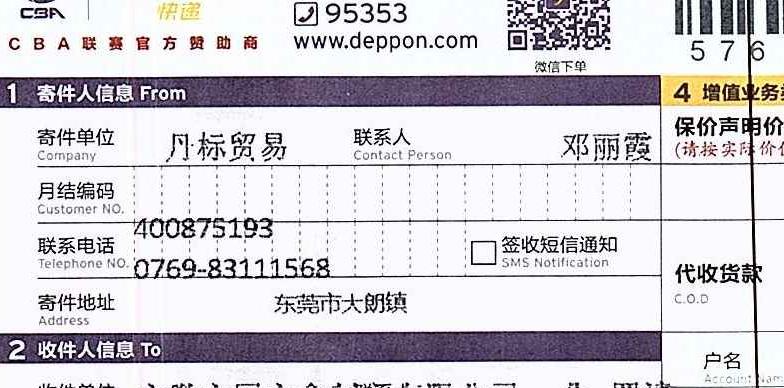 CBA 快递 95353
CBA联赛官方赞助商 www.deppon.com
微信下单 576
1 寄件人信息 From 4 增值业务
寄件单位 丹标贸易 联系人 邓丽霞 保价声明价
Company Contact Person (请按实际价
月结编码
Customer NO.
400875193
联系电话 签收短信通知
Telephone NO. 0769-83111568 SMS Notification 代收货款
C.O.D
寄件地址 东莞市大朗镇
Address
2 收件人信息 To
户名
Account Nam